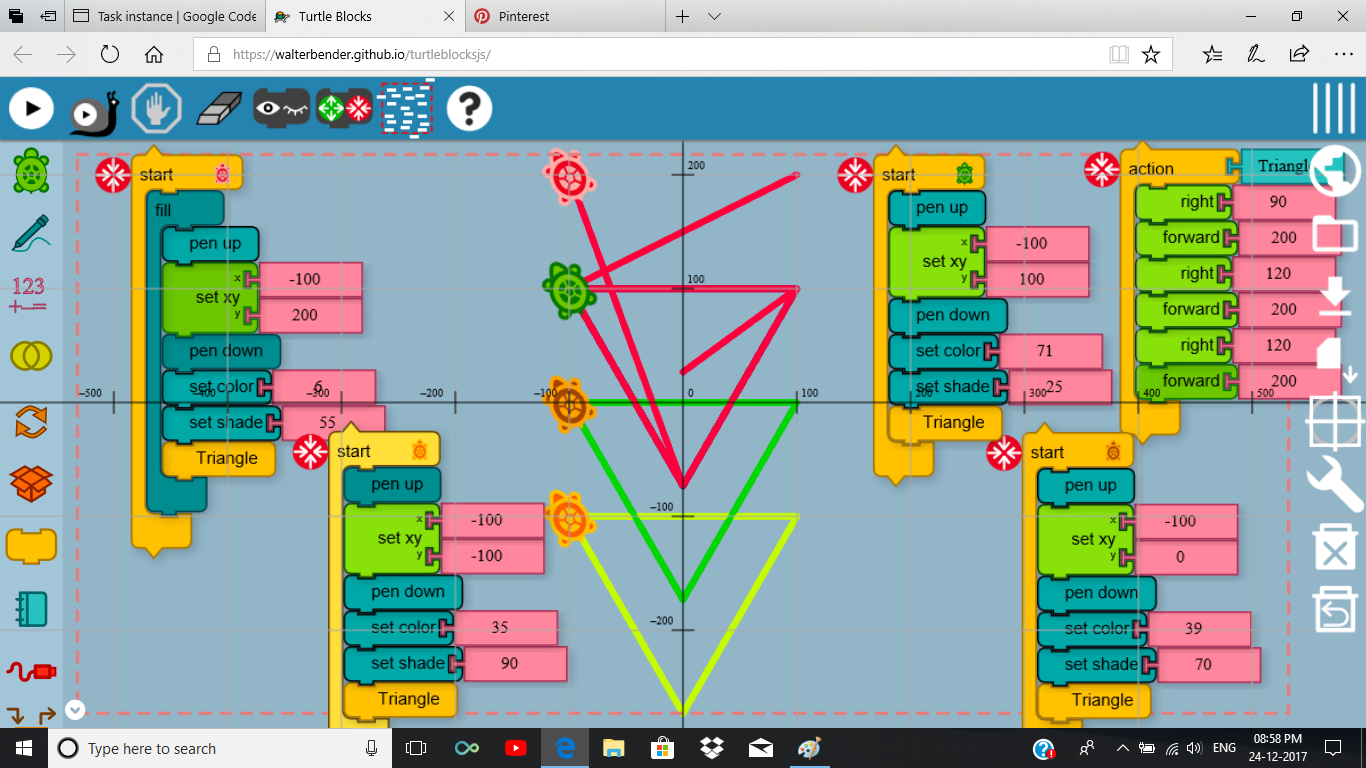 Task instance | Google Code
Turtle Blocks
Pinterest
https://walterbender.github.io/turtleblocksjs/
start
fill
pen up
set xy
x
-100
y
200
pen down
set color
6
set shade
55
Triangle
start
pen up
set xy
x
-100
y
-100
pen down
set color
35
set shade
90
Triangle
200
100
-500
-400
-300
-200
-100
0
100
200
300
400
500
-100
-200
start
pen up
set xy
x
-100
y
100
pen down
set color
71
set shade
25
Triangle
action
right
90
forward
200
right
120
forward
200
right
120
forward
200
start
pen up
set xy
x
-100
y
0
pen down
set color
39
set shade
70
Triangle
123
+-=
?
Type here to search
ENG
08:58 PM
24-12-2017